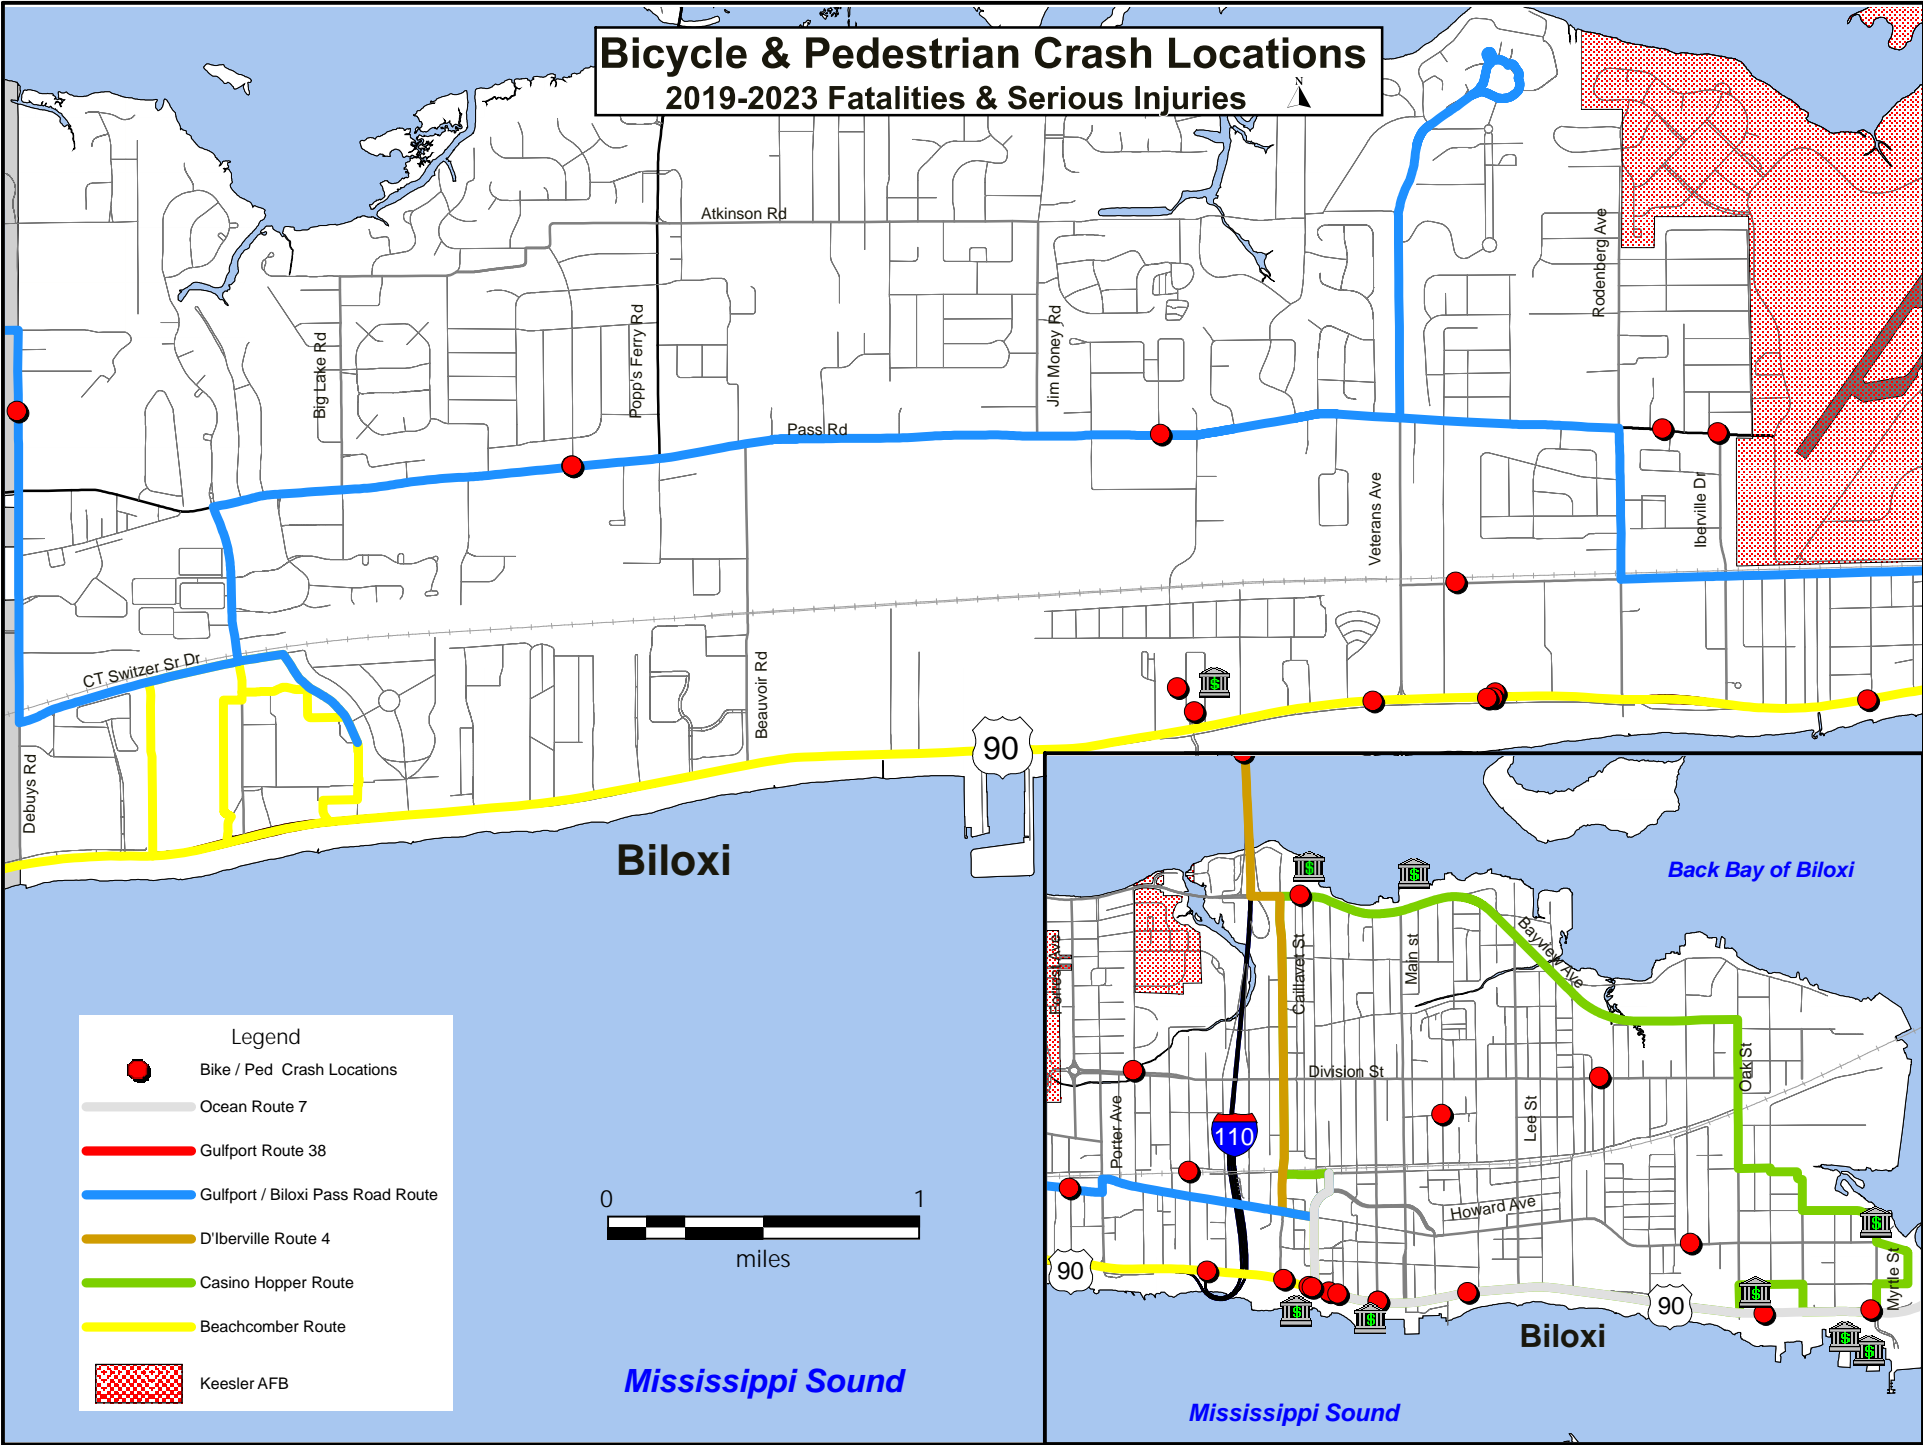 Bicycle & Pedestrian Crash Locations
2019-2023 Fatalities & Serious Injuries
N
Atkinson Rd
Rodenberg Ave
Big Lake Rd
Popp's Ferry Rd
Jim Money Rd
Pass Rd
Veterans Ave
Iberville Dr
CT Switzer Sr Dr
Beauvoir Rd
Debuys Rd
90
Biloxi
Back Bay of Biloxi
Forrest Ave
Caillavet St
Main st
Bayview Ave
Division St
Oak St
Porter Ave
Lee St
110
Howard Ave
Myrtle St
90
90
Biloxi
Mississippi Sound
Legend
Bike / Ped Crash Locations
Ocean Route 7
Gulfport Route 38
Gulfport / Biloxi Pass Road Route
D'Iberville Route 4
Casino Hopper Route
Beachcomber Route
Keesler AFB
0 1
miles
Mississippi Sound
$
$
$
$
$
$
$
$